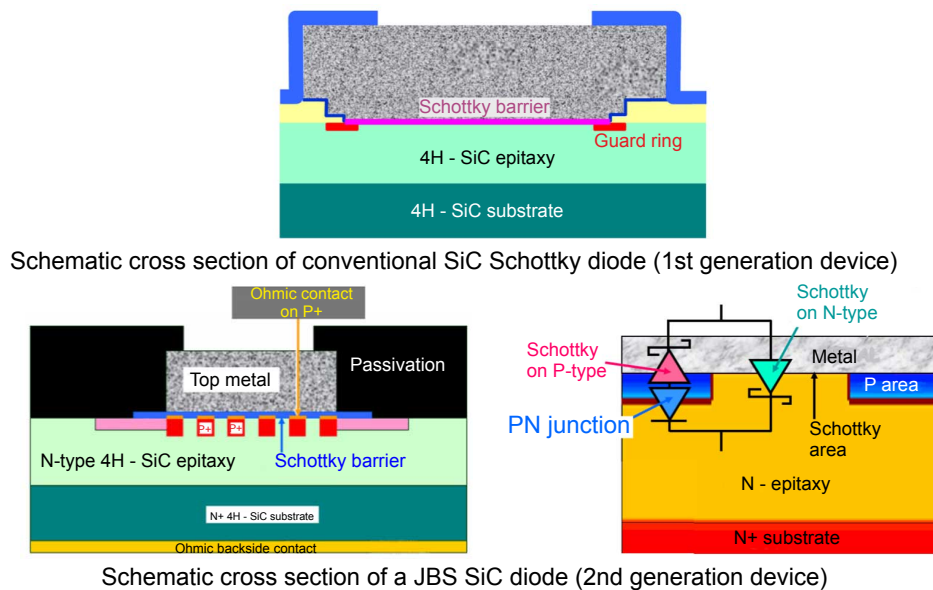 Schottky barrier
Guard ring
4H - SiC epitaxy
4H - SiC substrate
Schematic cross section of conventional SiC Schottky diode (1st generation device)
Ohmic contact
on P+
Passivation
Top metal
P+ P+
N-type 4H - SiC epitaxy
Schottky barrier
N+ 4H - SiC substrate
Ohmic backside contact
Schottky
on N-type
Schottky
on P-type
Metal
P area
PN junction
Schottky
area
N - epitaxy
N+ substrate
Schematic cross section of a JBS SiC diode (2nd generation device)